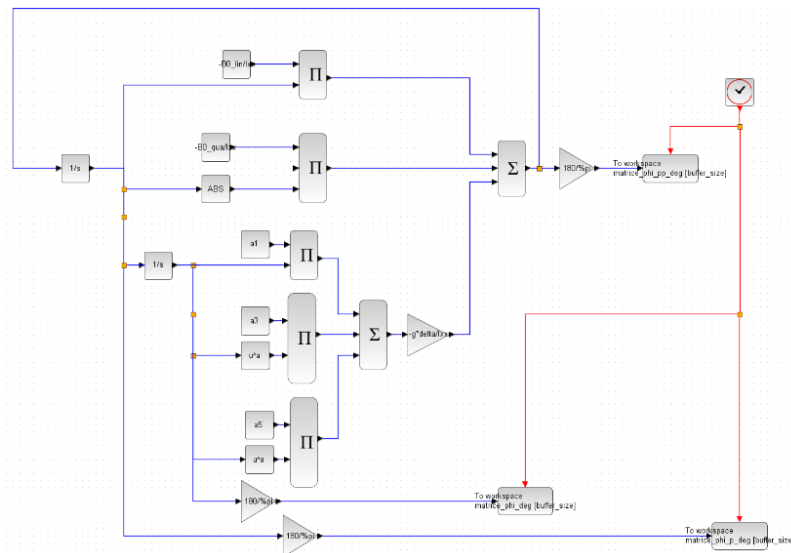 -B0_lin/I
Π
-B0_qua/I
Π
1/s
ABS
Σ
180/%pi
To workspace
matrice_phi_pp_deg [buffer_size]
a1
Π
1/s
a3
Π
u^a
Σ
-g*delta/Ixx
a5
Π
u^a
180/%pi
To workspace
matrice_phi_deg [buffer_size]
180/%pi
To workspace
matrice_phi_p_deg [buffer_size]